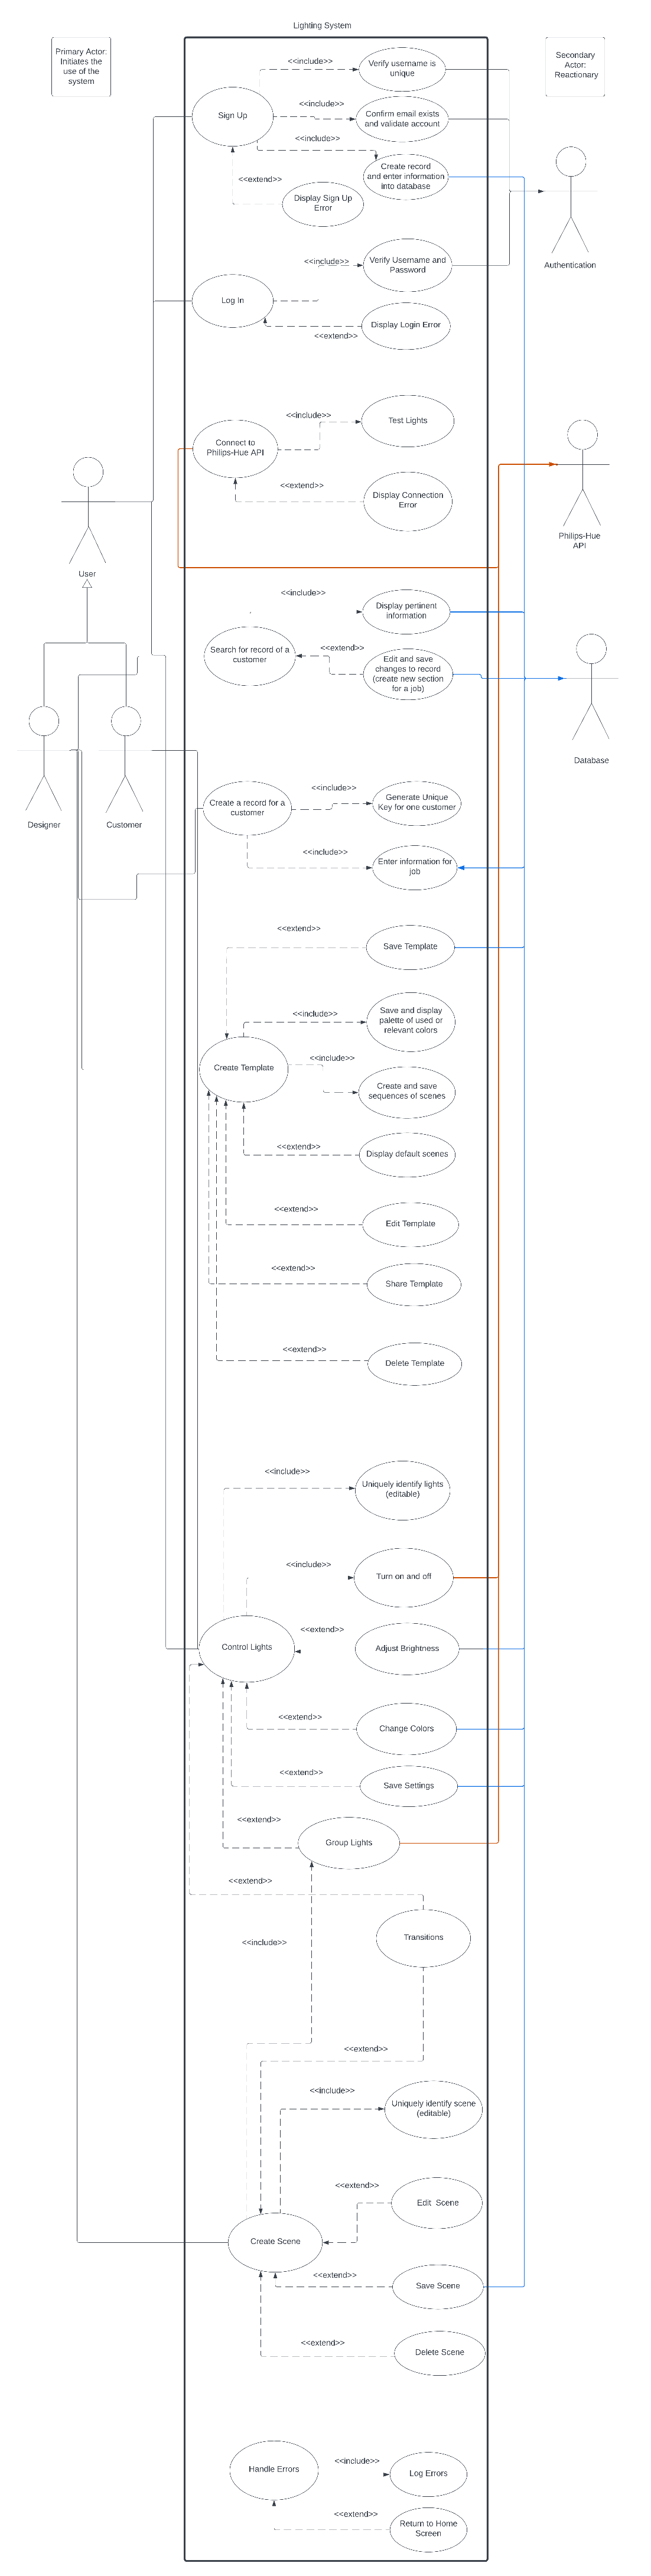 Lighting System
Primary Actor:
Initiates the
use of the
system
Secondary
Actor:
Reactionary
<<include>>
Verify username is
unique
Sign Up
<<include>>
Confirm email exists
and validate account
<<include>>
Create record
and enter information
into database
<<extend>>
Display Sign Up
Error
Authentication
<<include>>
Verify Username and
Password
Log In
Display Login Error
<<extend>>
<<include>>
Test Lights
Connect to
Philips-Hue API
<<extend>>
Display Connection
Error
Philips-Hue
API
User
<<include>>
Display pertinent
information
Search for record of a
customer
<<extend>>
Edit and save
changes to record
(create new section
for a job)
Database
Designer
Customer
<<include>>
Create a record for a
customer
Generate Unique
Key for one customer
<<include>>
Enter information for
job
<<extend>>
Save Template
<<include>>
Save and display
palette of used or
relevant colors
Create Template
<<include>>
Create and save
sequences of scenes
<<extend>>
Display default scenes
<<extend>>
Edit Template
<<extend>>
Share Template
<<extend>>
Delete Template
<<include>>
Uniquely identify lights
(editable)
<<include>>
Turn on and off
<<extend>>
Control Lights
Adjust Brightness
<<extend>>
Change Colors
<<extend>>
Save Settings
<<extend>>
Group Lights
<<extend>>
<<include>>
Transitions
<<extend>>
<<include>>
Uniquely identify scene
(editable)
<<extend>>
Edit Scene
Create Scene
<<extend>>
Save Scene
<<extend>>
Delete Scene
<<include>>
Handle Errors
Log Errors
<<extend>>
Return to Home
Screen